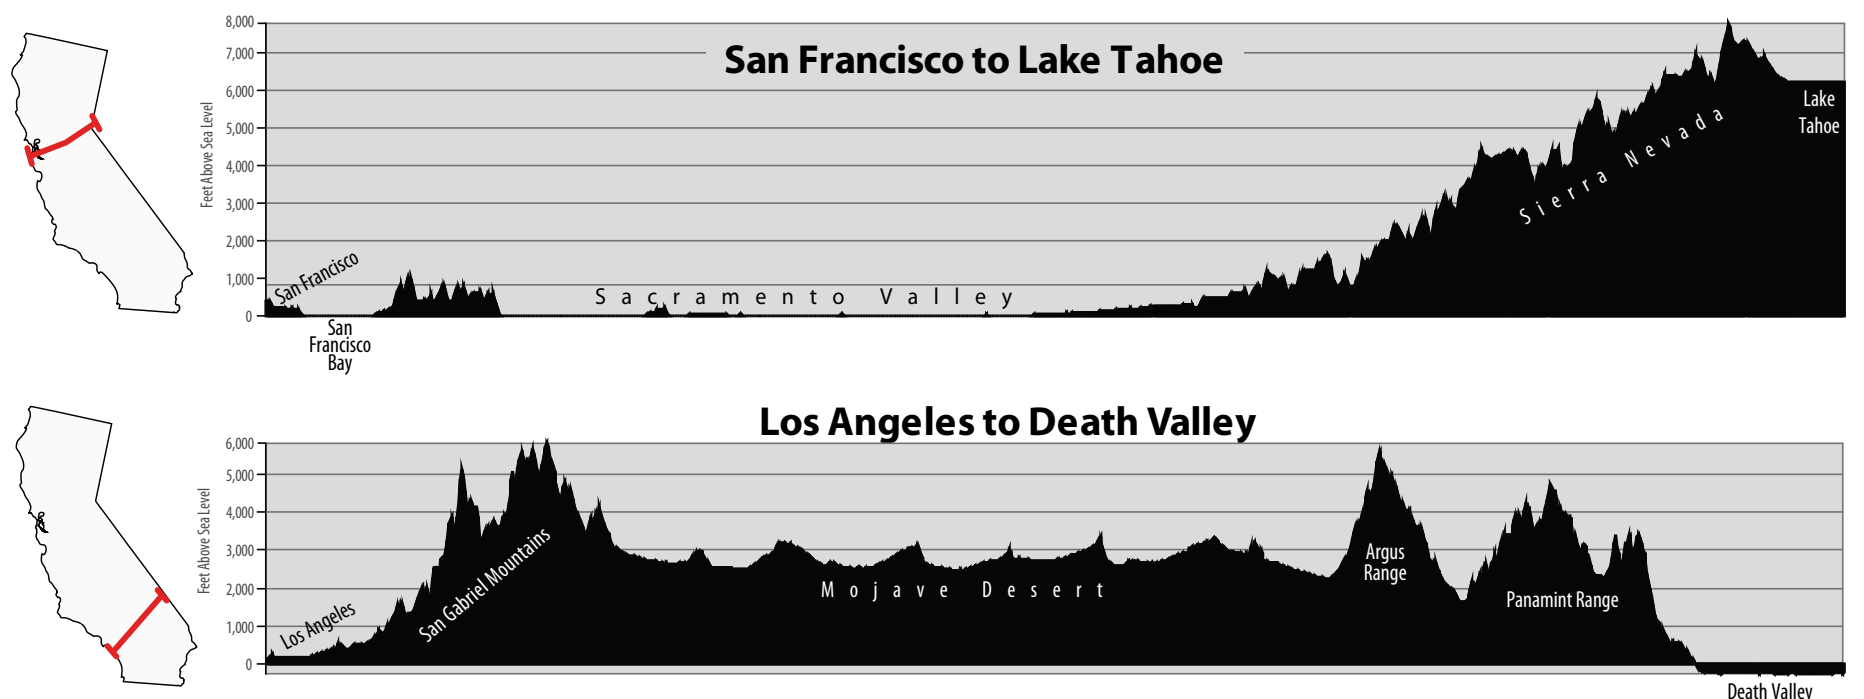 San Francisco to Lake Tahoe
Feet Above Sea Level
8,000
7,000
6,000
5,000
4,000
3,000
2,000
1,000
0
San Francisco
San
Francisco
Bay
Sacramento Valley
Sierra Nevada
Lake
Tahoe
Los Angeles to Death Valley
Feet Above Sea Level
6,000
5,000
4,000
3,000
2,000
1,000
0
Los Angeles
San Gabriel Mountains
Mojave Desert
Argus
Range
Panamint Range
Death Valley